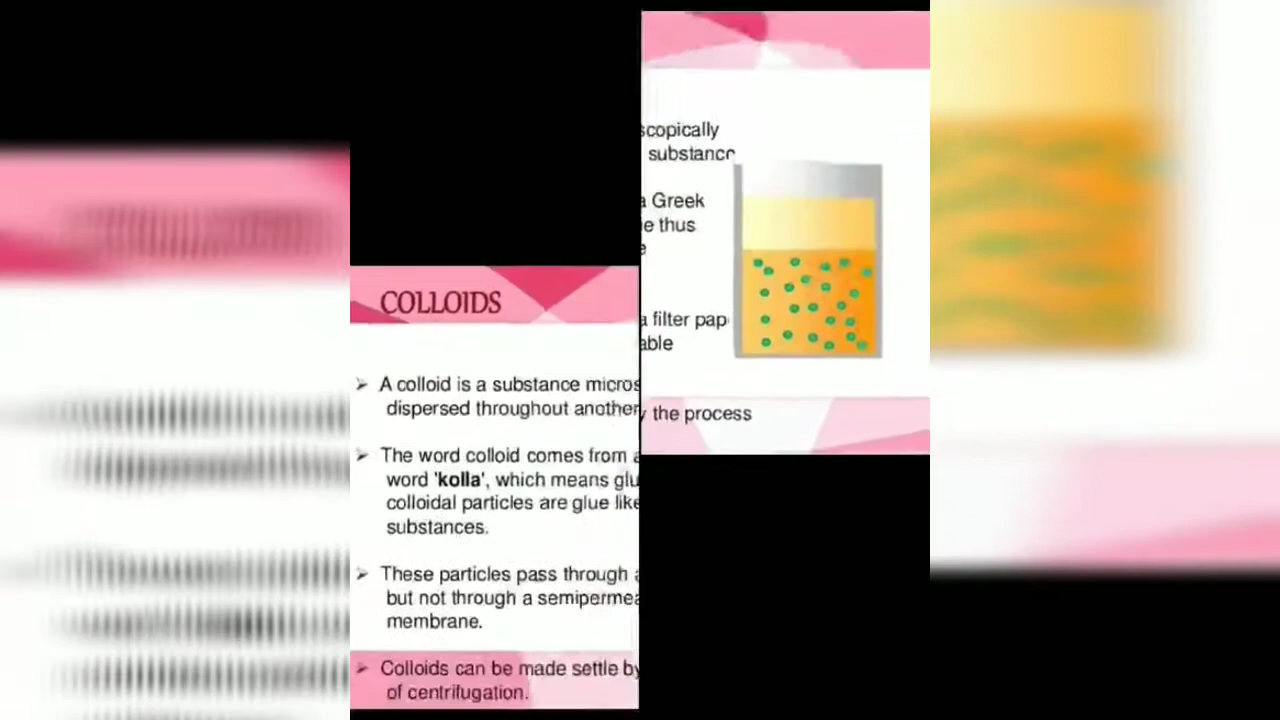 COLLOIDS
A colloid is a substance micros
dispersed throughout another
The word colloid comes from a
word 'kolla', which means glu
colloidal particles are glue like
substances.
These particles pass through a
but not through a semipermea
membrane.
Colloids can be made settle by
of centrifugation.
scopically
substance
a Greek
ie thus
e
a filter pap
able
y the process